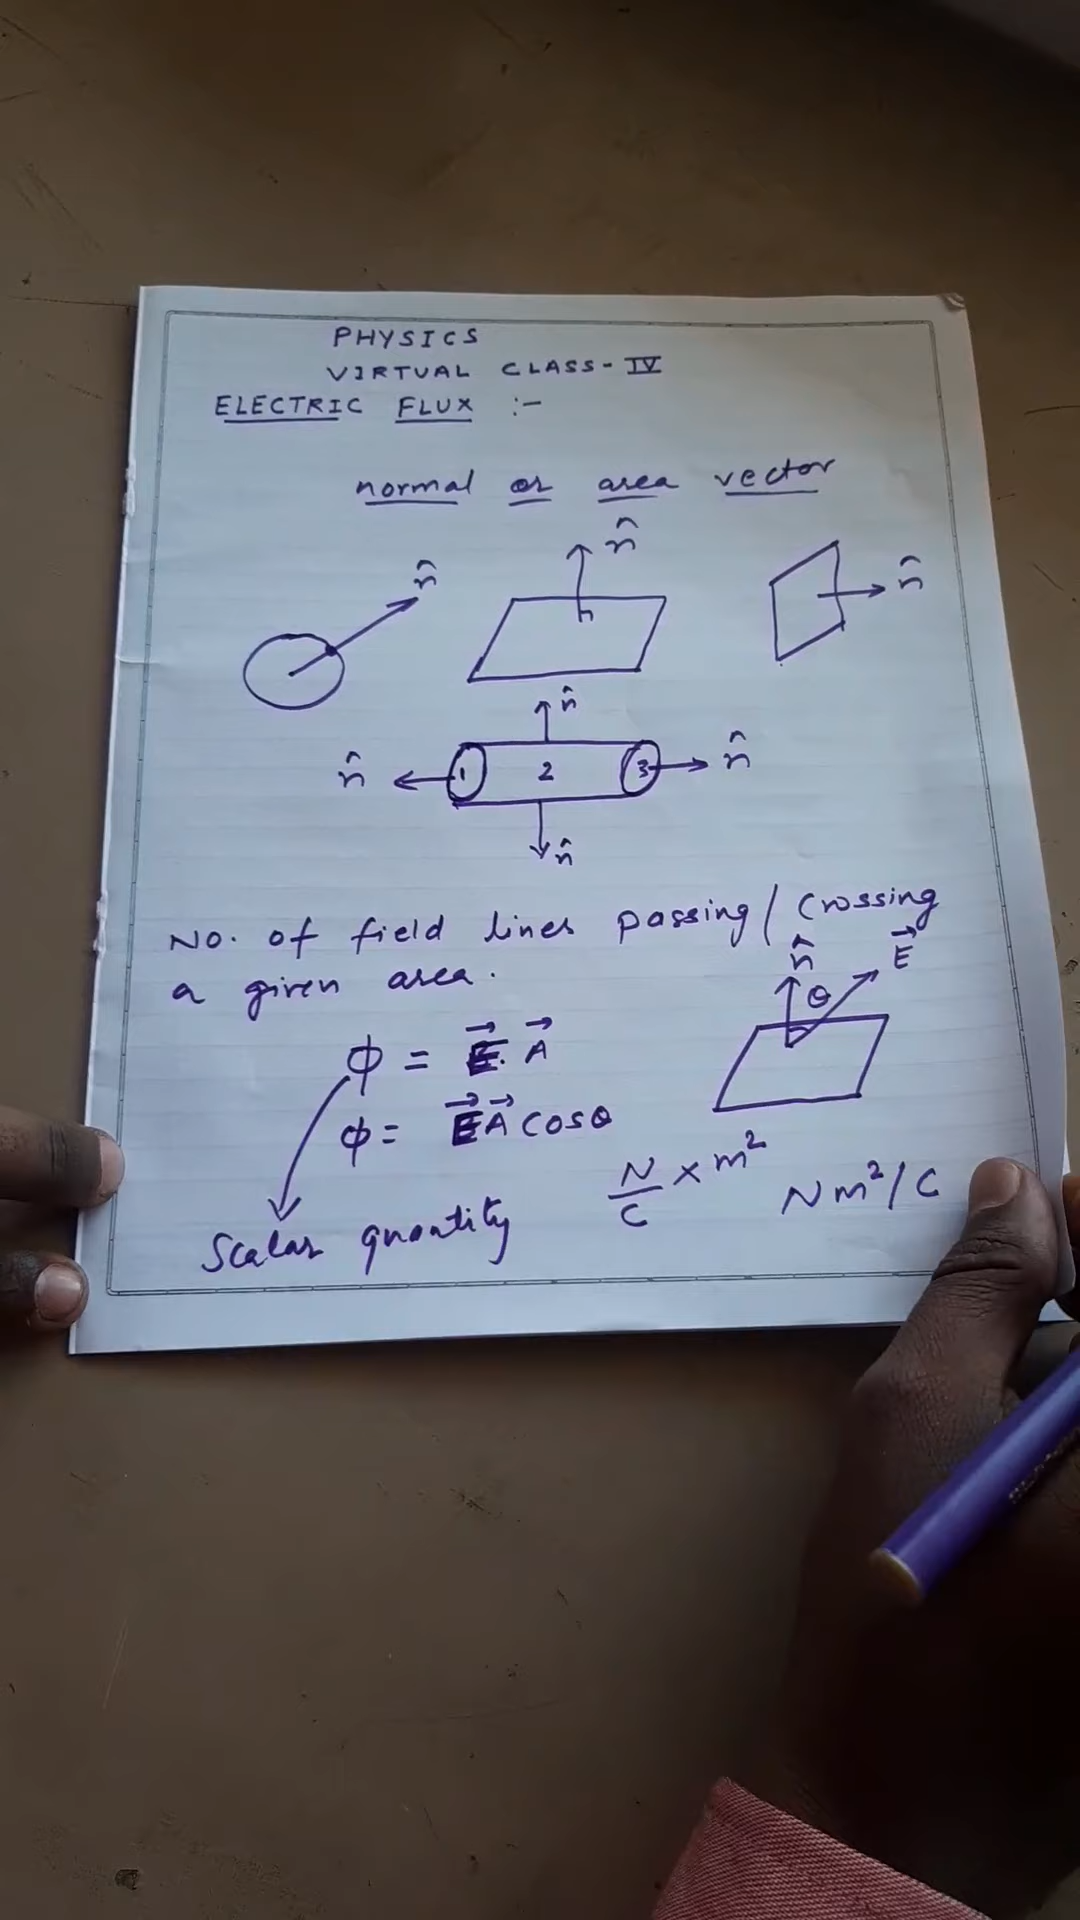 PHYSICS
VIRTUAL CLASS - IV
ELECTRIC FLUX :-
normal or area vector
n̂
n̂
n̂
n̂
n̂
1 2 3
n̂
n̂
No. of field lines passing / Crossing
a given area.
n̂ θ E⃗
ϕ = E⃗. A⃗
ϕ = E⃗A⃗ cosθ
N/C × m² Nm²/C
Scalar quantity